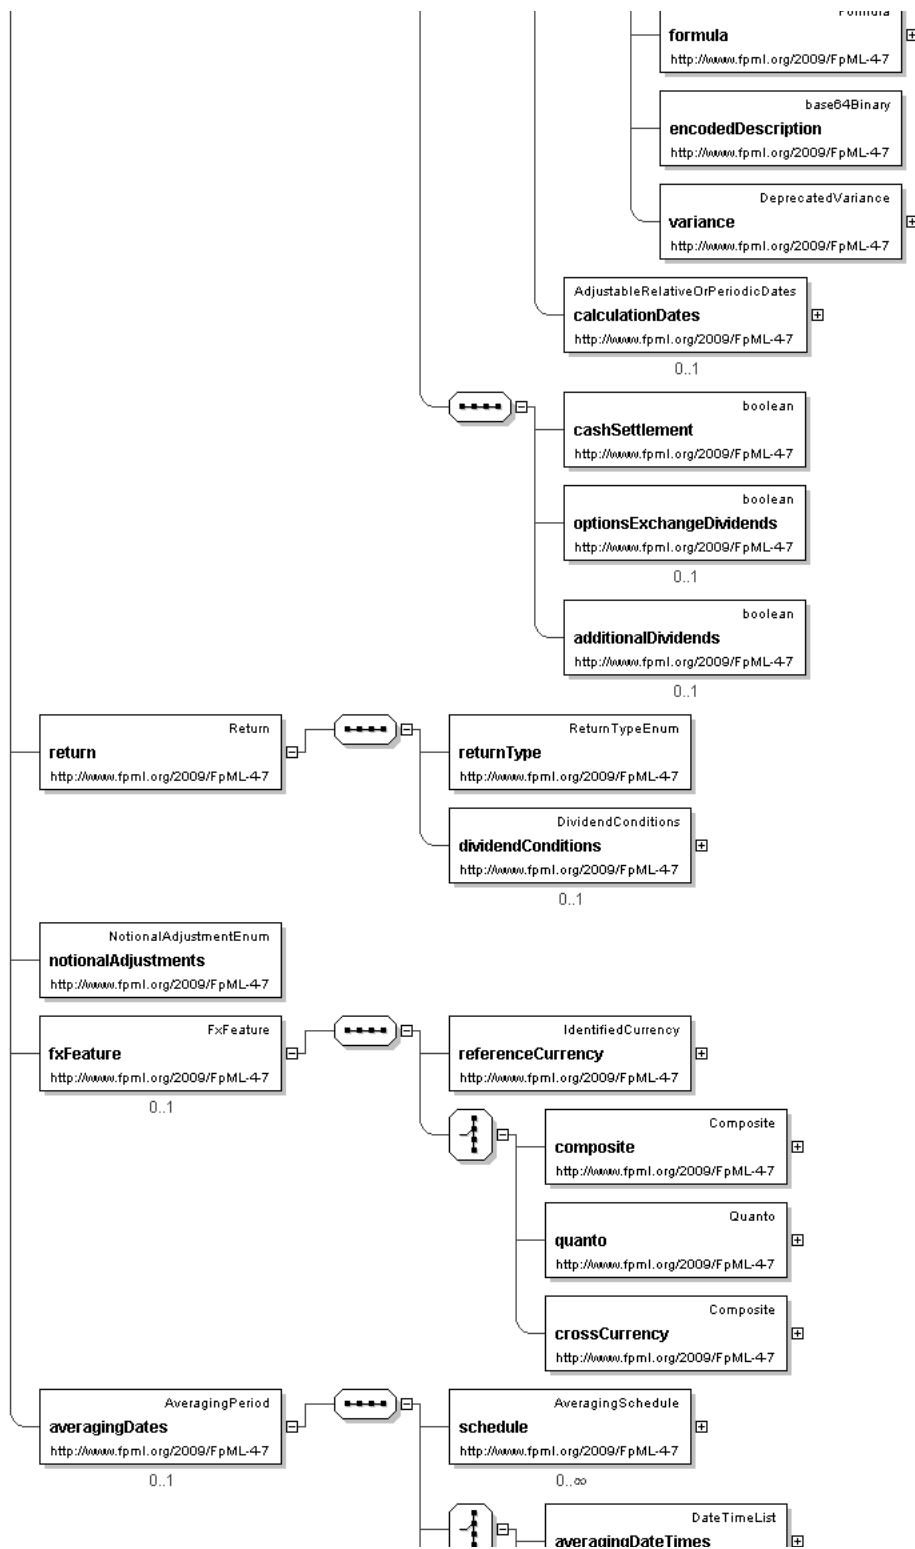 Formula
formula
http://www.fpml.org/2009/FpML-4-7
base64Binary
encodedDescription
http://www.fpml.org/2009/FpML-4-7
DeprecatedVariance
variance
http://www.fpml.org/2009/FpML-4-7
AdjustableRelativeOrPeriodicDates
calculationDates
http://www.fpml.org/2009/FpML-4-7
0..1
boolean
cashSettlement
http://www.fpml.org/2009/FpML-4-7
boolean
optionsExchangeDividends
http://www.fpml.org/2009/FpML-4-7
0..1
boolean
additionalDividends
http://www.fpml.org/2009/FpML-4-7
0..1
Return
return
http://www.fpml.org/2009/FpML-4-7
ReturnTypeEnum
returnType
http://www.fpml.org/2009/FpML-4-7
DividendConditions
dividendConditions
http://www.fpml.org/2009/FpML-4-7
0..1
NotionalAdjustmentEnum
notionalAdjustments
http://www.fpml.org/2009/FpML-4-7
FxFeature
fxFeature
http://www.fpml.org/2009/FpML-4-7
0..1
IdentifiedCurrency
referenceCurrency
http://www.fpml.org/2009/FpML-4-7
Composite
composite
http://www.fpml.org/2009/FpML-4-7
Quanto
quanto
http://www.fpml.org/2009/FpML-4-7
Composite
crossCurrency
http://www.fpml.org/2009/FpML-4-7
AveragingPeriod
averagingDates
http://www.fpml.org/2009/FpML-4-7
0..1
AveragingSchedule
schedule
http://www.fpml.org/2009/FpML-4-7
0..∞
DateTimeList
averagingDateTimes